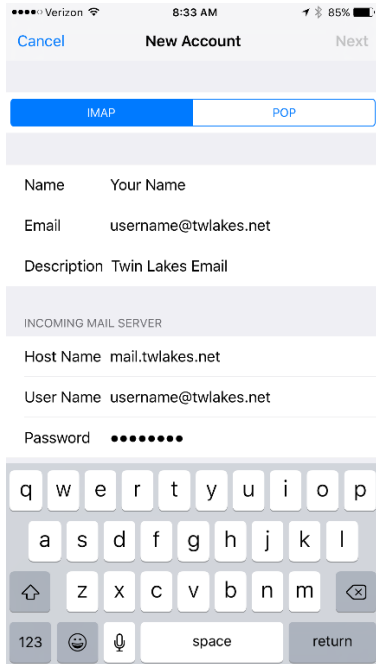 Verizon 8:33 AM 85%
Cancel New Account Next
IMAP POP
Name Your Name
Email username@twlakes.net
Description Twin Lakes Email
INCOMING MAIL SERVER
Host Name mail.twlakes.net
User Name username@twlakes.net
Password ●●●●●●●●
q w e r t y u i o p
a s d f g h j k l
z x c v b n m
123 space return